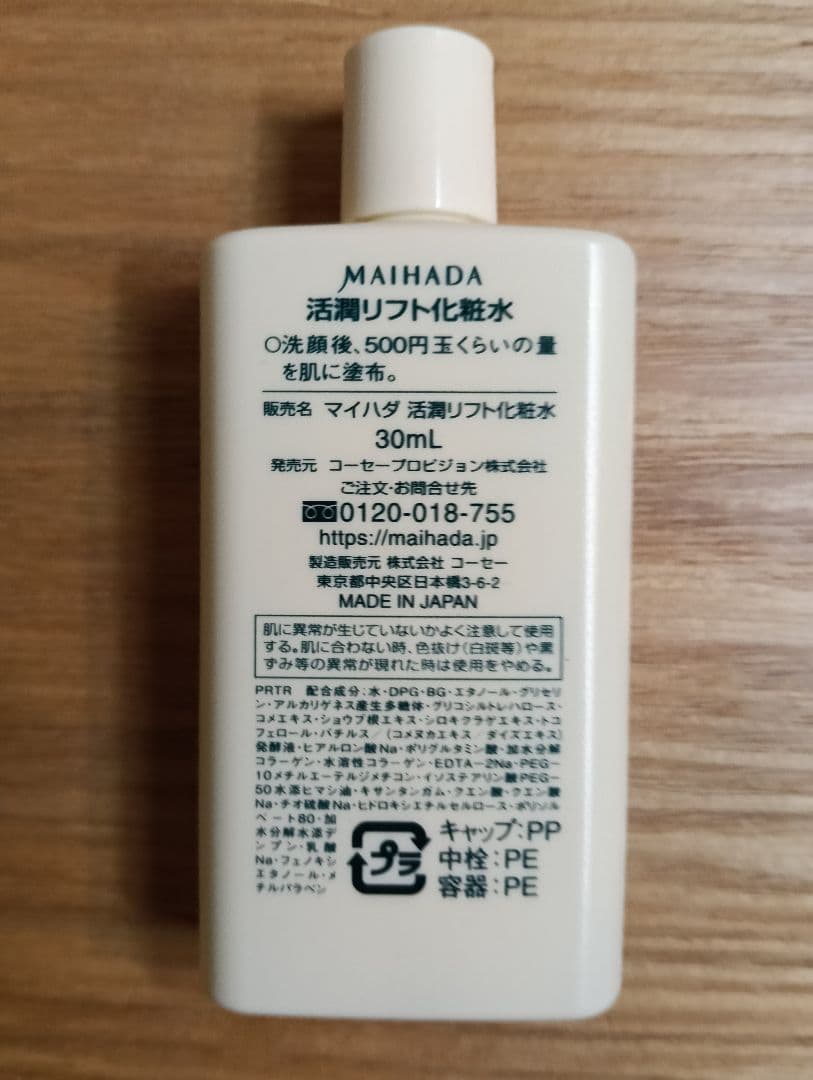 MAIHADA
活潤リフト化粧水
○洗顔後、500円玉くらいの量
を肌に塗布。
販売名 マイハダ 活潤リフト化粧水
30mL
発売元 コーセープロビジョン株式会社
ご注文・お問合せ先
0120-018-755
https://maihada.jp
製造販売元 株式会社 コーセー
東京都中央区日本橋3-6-2
MADE IN JAPAN
肌に異常が生じていないかよく注意して使用
する。肌に合わない時、色抜け(白斑等)や黒
ずみ等の異常が現れた時は使用をやめる。
PRTR 配合成分:水・DPG・BG・エタノール・グリセリ
ン・アルカリゲネス産生多糖体・グリコシルトレハロース・
コメエキス・ショウブ根エキス・シロキクラゲエキス・トコ
フェロール・バチルス/(コメヌカエキス/ダイズエキス)
発酵液・ヒアルロン酸Na・ポリグルタミン酸・加水分解
コラーゲン・水溶性コラーゲン・EDTA-2Na・PEG-
10メチルエーテルジメチコン・イソステアリン酸PEG-
50水添ヒマシ油・キサンタンガム・クエン酸・クエン酸
Na・チオ硫酸Na・ヒドロキシエチルセルロース・ポリソル
ベート80・加
水分解水添デ
ンプン・乳酸
Na・フェノキシ
エタノール・メ
チルパラベン
プラ
キャップ:PP
中栓:PE
容器:PE